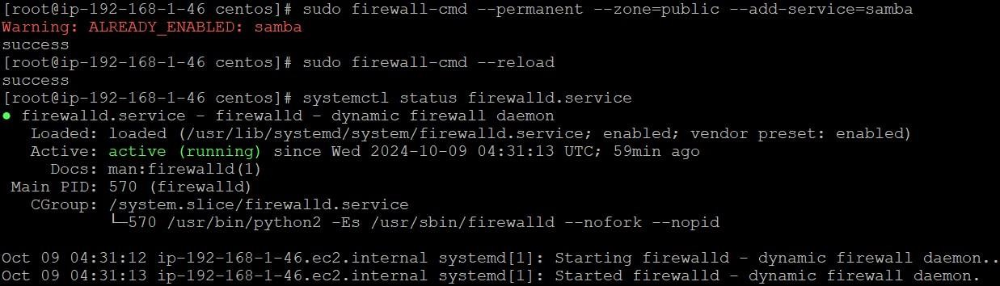 [root@ip-192-168-1-46 centos]# sudo firewall-cmd --permanent --zone=public --add-service=samba
Warning: ALREADY_ENABLED: samba
success
[root@ip-192-168-1-46 centos]# sudo firewall-cmd --reload
success
[root@ip-192-168-1-46 centos]# systemctl status firewalld.service
● firewalld.service - firewalld - dynamic firewall daemon
   Loaded: loaded (/usr/lib/systemd/system/firewalld.service; enabled; vendor preset: enabled)
   Active: active (running) since Wed 2024-10-09 04:31:13 UTC; 59min ago
     Docs: man:firewalld(1)
 Main PID: 570 (firewalld)
   CGroup: /system.slice/firewalld.service
           └─570 /usr/bin/python2 -Es /usr/sbin/firewalld --nofork --nopid

Oct 09 04:31:12 ip-192-168-1-46.ec2.internal systemd[1]: Starting firewalld - dynamic firewall daemon..
Oct 09 04:31:13 ip-192-168-1-46.ec2.internal systemd[1]: Started firewalld - dynamic firewall daemon.